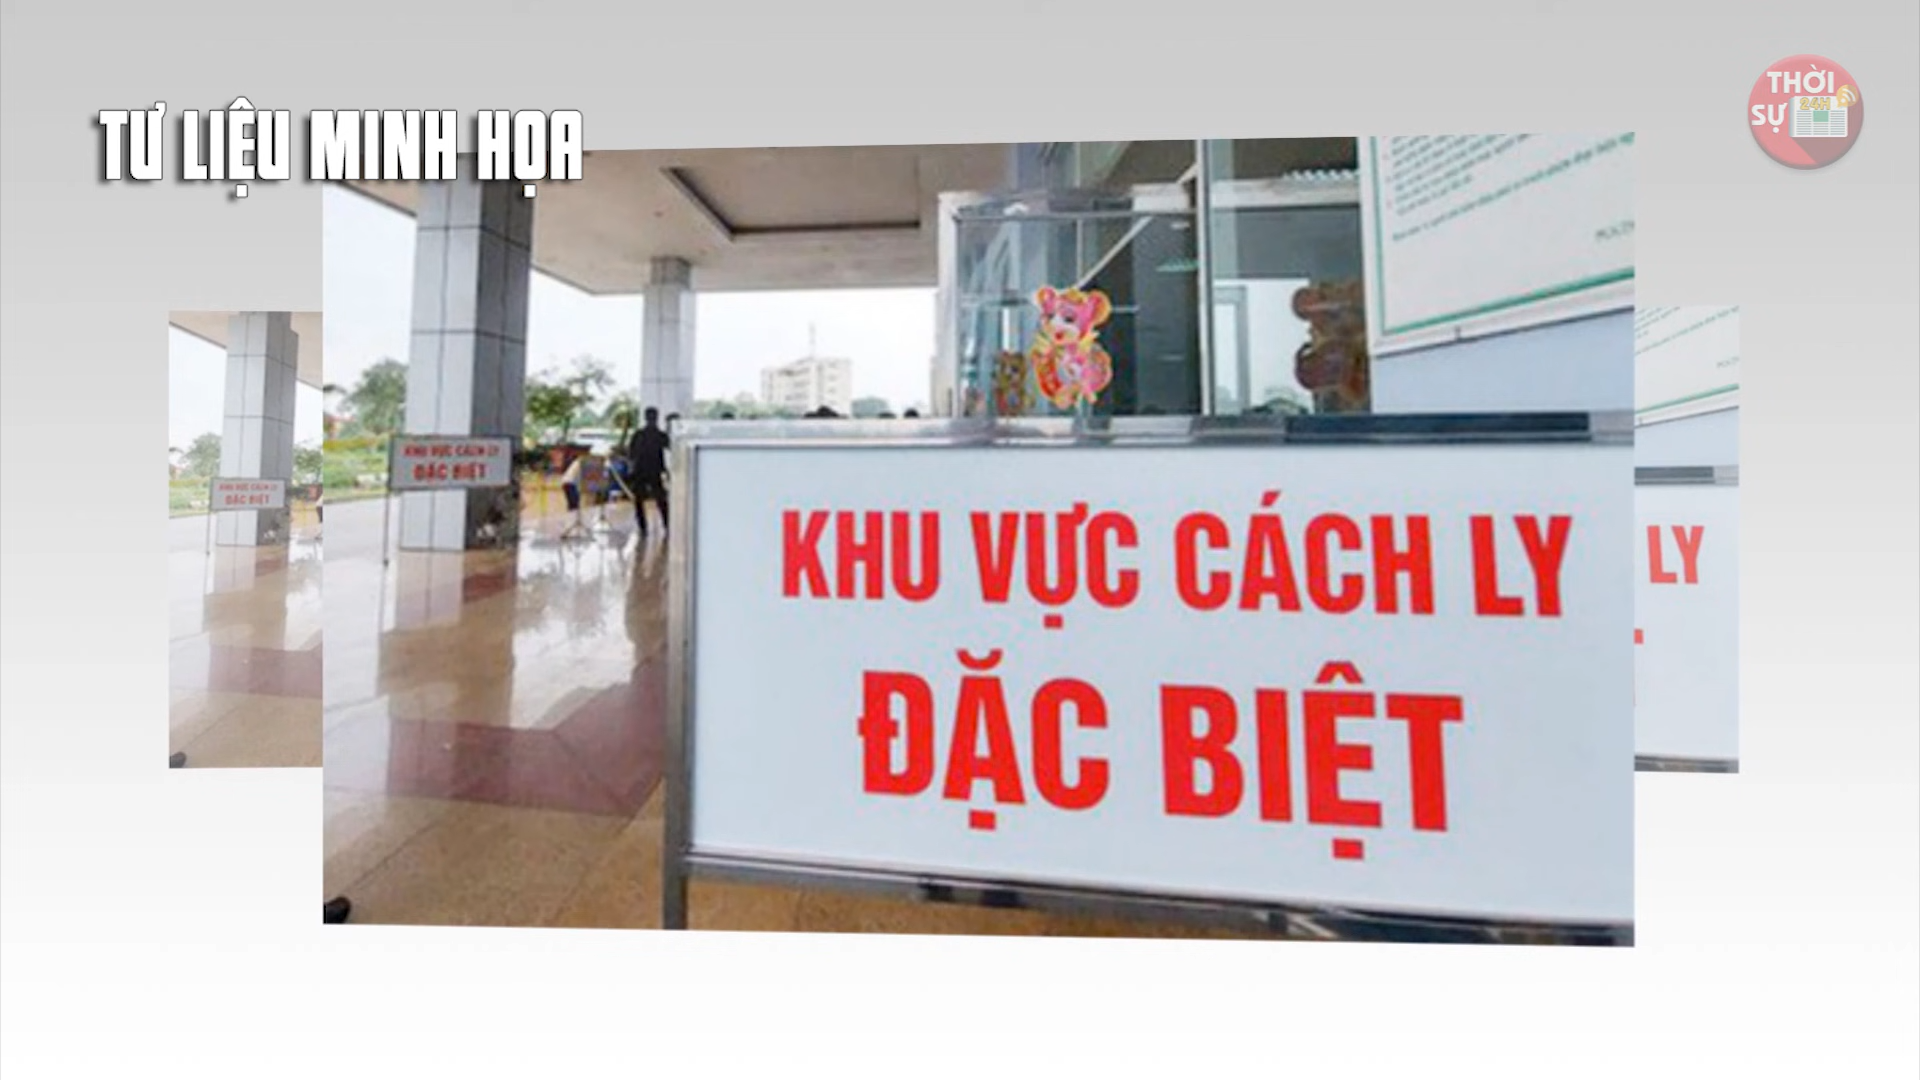 TƯ LIỆU MINH HỌA
THỜI
SỰ
24H
KHU VỰC CÁCH LY
ĐẶC BIỆT
KHU VỰC CÁCH LY
ĐẶC BIỆT
KHU VỰC CÁCH LY
ĐẶC BIỆT
LY